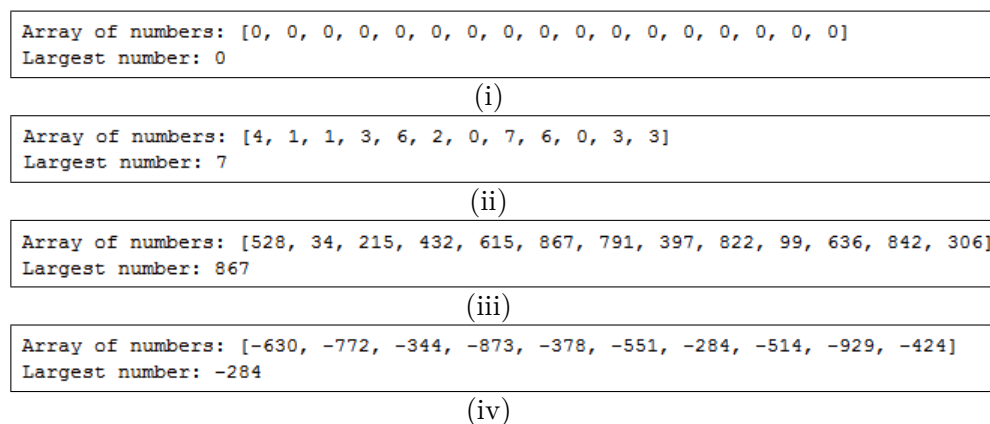 Array of numbers: [0, 0, 0, 0, 0, 0, 0, 0, 0, 0, 0, 0, 0, 0, 0, 0, 0]
Largest number: 0
(i)
Array of numbers: [4, 1, 1, 3, 6, 2, 0, 7, 6, 0, 3, 3]
Largest number: 7
(ii)
Array of numbers: [528, 34, 215, 432, 615, 867, 791, 397, 822, 99, 636, 842, 306]
Largest number: 867
(iii)
Array of numbers: [-630, -772, -344, -873, -378, -551, -284, -514, -929, -424]
Largest number: -284
(iv)